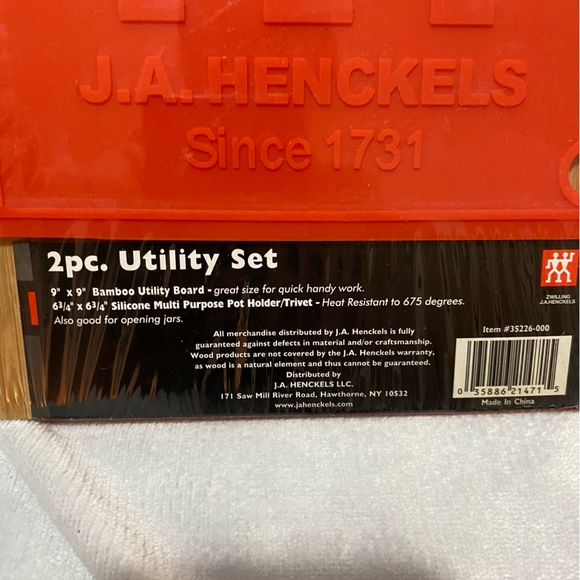 J.A. HENCKELS
Since 1731
2pc. Utility Set
9" x 9" Bamboo Utility Board - great size for quick handy work.
6 3/4" x 6 3/4" Silicone Multi Purpose Pot Holder/Trivet - Heat Resistant to 675 degrees.
Also good for opening jars.
ZWILLING
J.A.HENCKELS
All merchandise distributed by J.A. Henckels is fully
guaranteed against defects in material and/or craftsmanship.
Wood products are not covered by the J.A. Henckels warranty,
as wood is a natural element and thus cannot be guaranteed.
Distributed by
J.A. HENCKELS LLC.
171 Saw Mill River Road, Hawthorne, NY 10532
www.jahenckels.com
Item #35226-000
0 35886 21471 5
Made in China